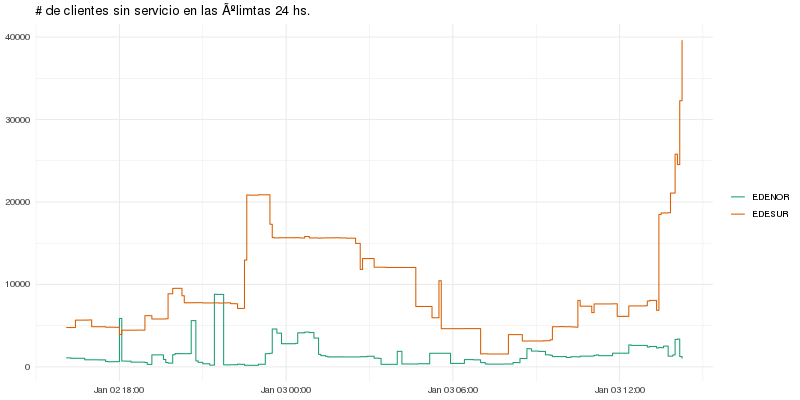 # de clientes sin servicio en las Ãºlimtas 24 hs.
40000
30000
20000
10000
0
Jan 02 18:00
Jan 03 00:00
Jan 03 06:00
Jan 03 12:00
EDENOR
EDESUR